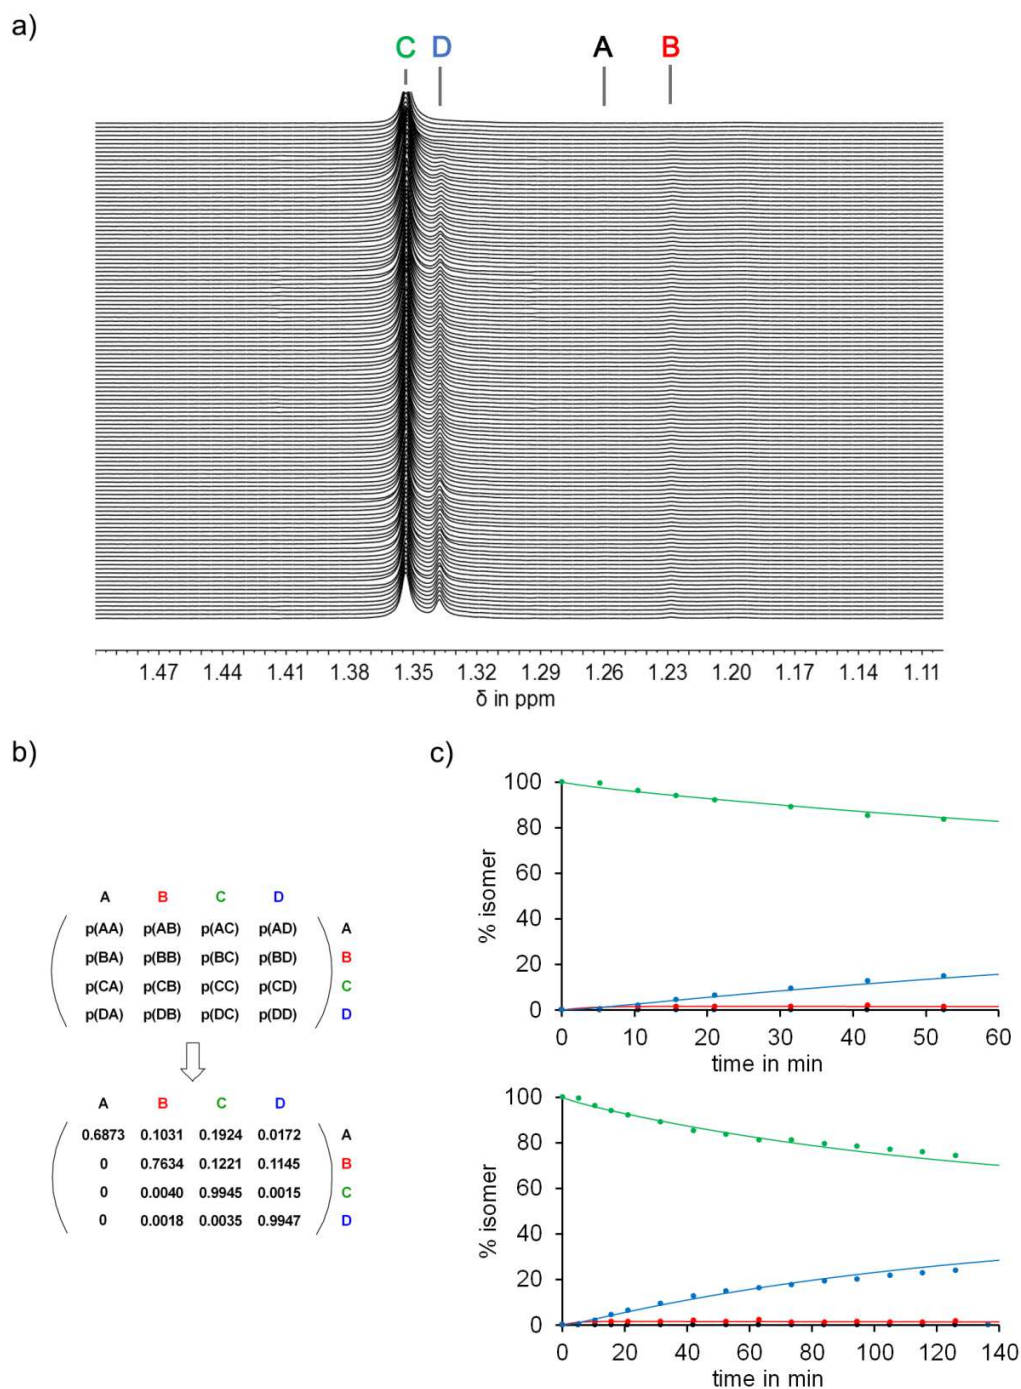 a)
C D A B
1.47 1.41 1.38 1.35 1.32 1.29 1.26 1.23 1.20 1.17 1.14 1.11
δ in ppm
b)
A B C D
p(AA) p(AB) p(AC) p(AD) A
p(BA) p(BB) p(BC) p(BD) B
p(CA) p(CB) p(CC) p(CD) C
p(DA) p(DB) p(DC) p(DD) D
A B C D
0.6873 0.1031 0.1924 0.0172 A
0 0.7634 0.1221 0.1145 B
0 0.0040 0.9945 0.0015 C
0 0.0018 0.0035 0.9947 D
c)
% isomer
100
80
60
40
20
0
0 10 20 30 40 50 60
time in min
% isomer
100
80
60
40
20
0
0 20 40 60 80 100 120 140
time in min